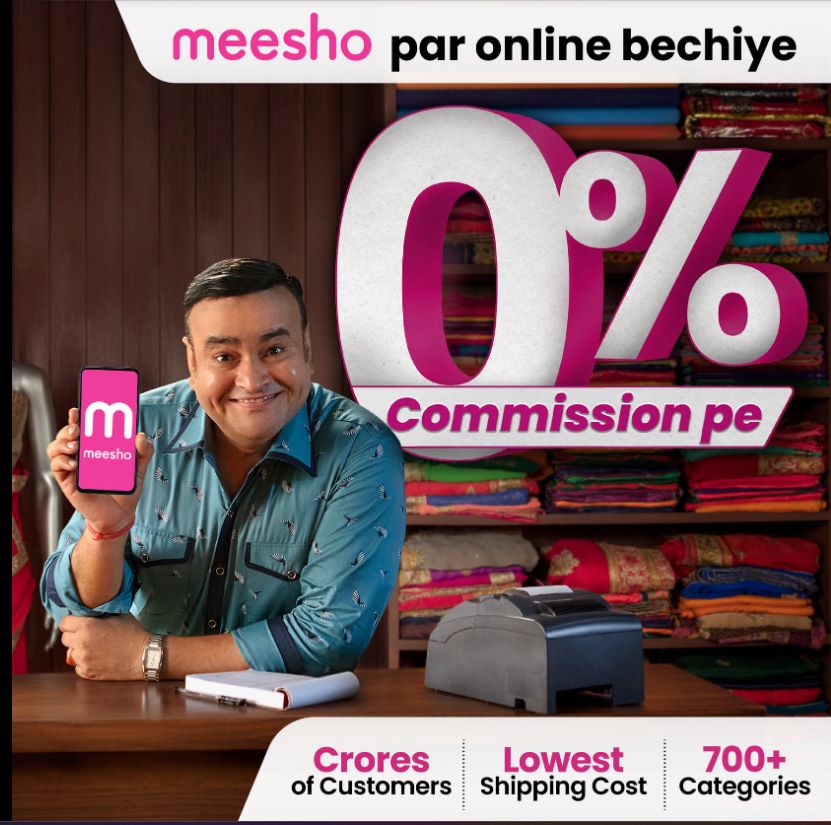 meesho par online bechiye
0%
Commission pe
m
meesho
Crores
of Customers
Lowest
Shipping Cost
700+
Categories